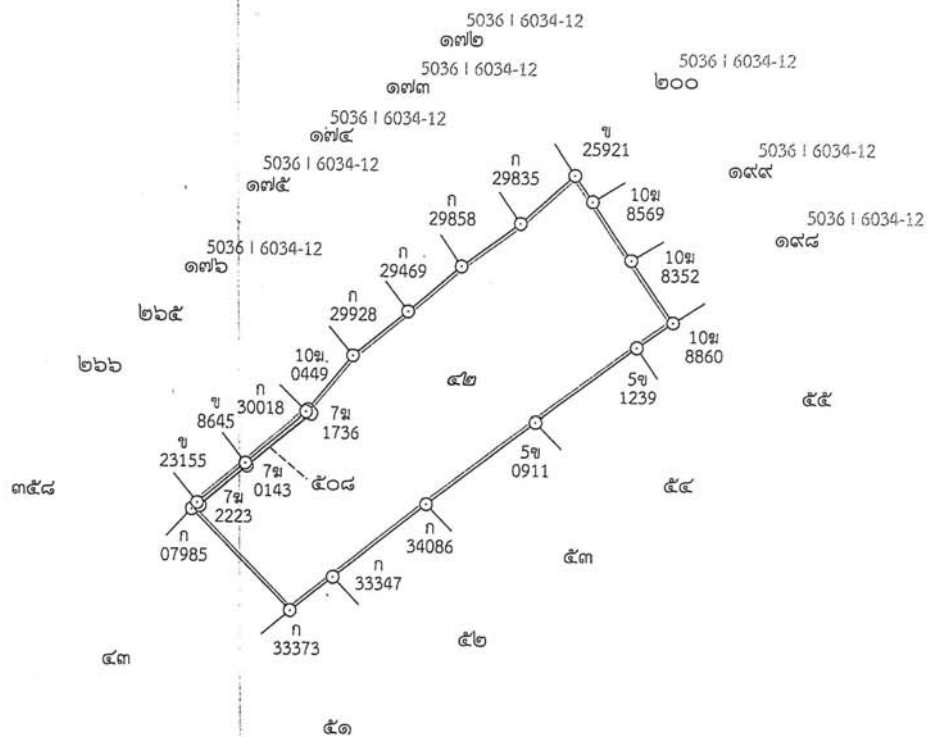 5036 I 6034-12
๑๗๒
5036 I 6034-12
๑๗๓
5036 I 6034-12
๒๐๐
5036 I 6034-12
๑๗๔
ข
25921
5036 I 6034-12
๑๗๕
5036 I 6034-12
๑๙๙
ก
29835
10ฆ
8569
ก
29858
5036 I 6034-12
๑๙๘
5036 I 6034-12
๑๗๖
ก
29469
10ฆ
8352
๒๖๕
ก
29928
10ฆ
8860
๒๖๖
10ฆ.
0449
๔๒
5ข
1239
๕๕
ก
30018
7ฆ
1736
ข
8645
5ข
0911
ข
23155
7ฆ
0143
๕๐๘
๓๕๘
7ฆ
2223
๕๔
ก
07985
ก
34086
๕๓
ก
33347
ก
33373
๕๒
๔๓
๕๑